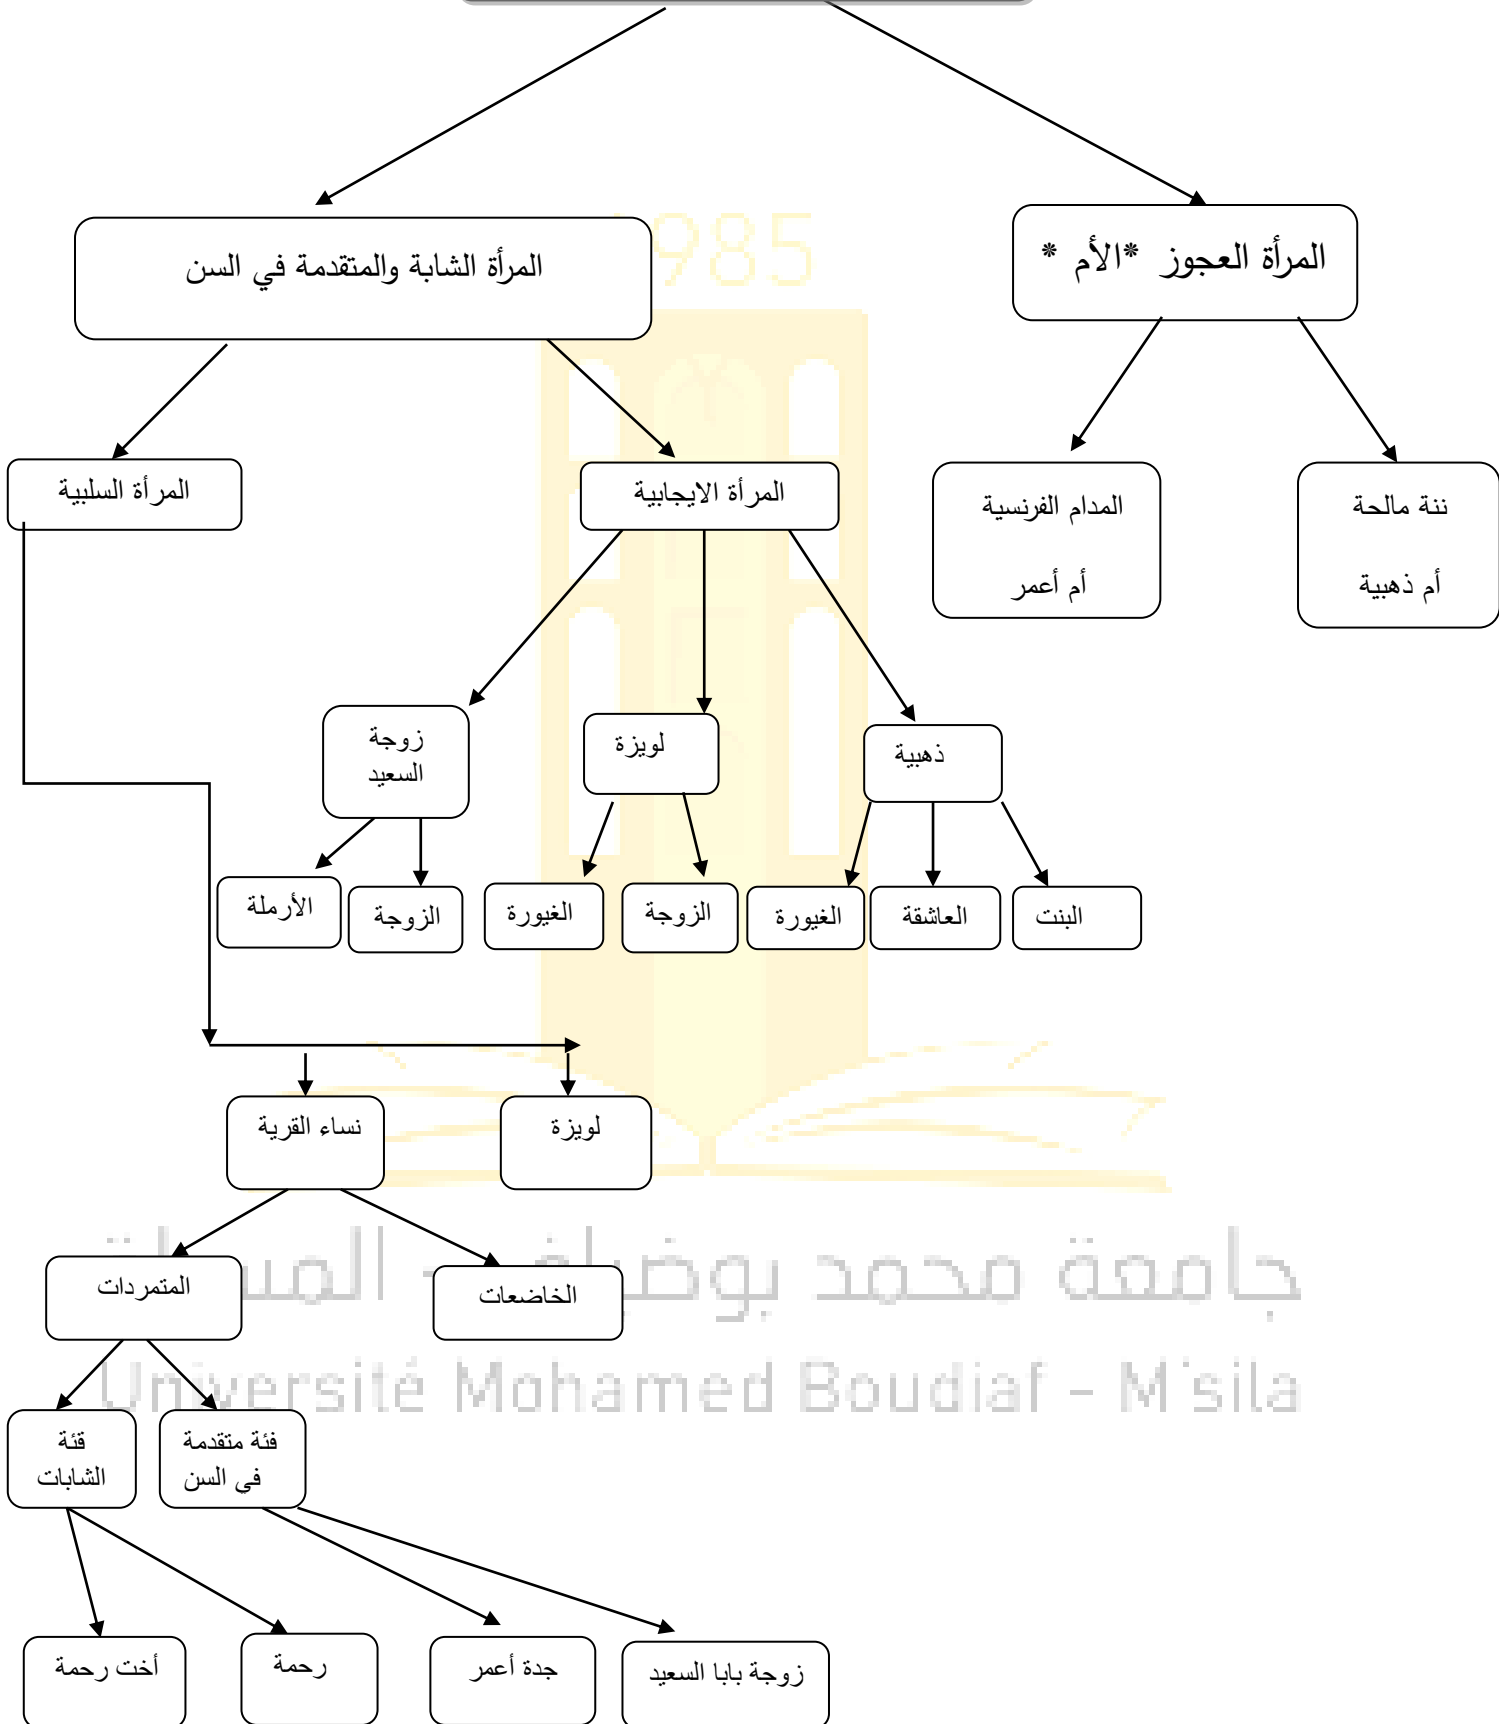 1985
المرأة العجوز *الأم *
المرأة الشابة والمتقدمة في السن
ننة مالحة
أم ذهبية
المدام الفرنسية
أم أعمر
المرأة الايجابية
المرأة السلبية
ذهبية
لويزة
زوجة
السعيد
البنت
العاشقة
الغيورة
الزوجة
الغيورة
الزوجة
الأرملة
لويزة
نساء القرية
جامعة محمد بوضياف - المسيلة
الخاضعات
المتمردات
Université Mohamed Boudiaf - M'sila
فئة متقدمة
في السن
قئة
الشابات
زوجة بابا السعيد
جدة أعمر
رحمة
أخت رحمة